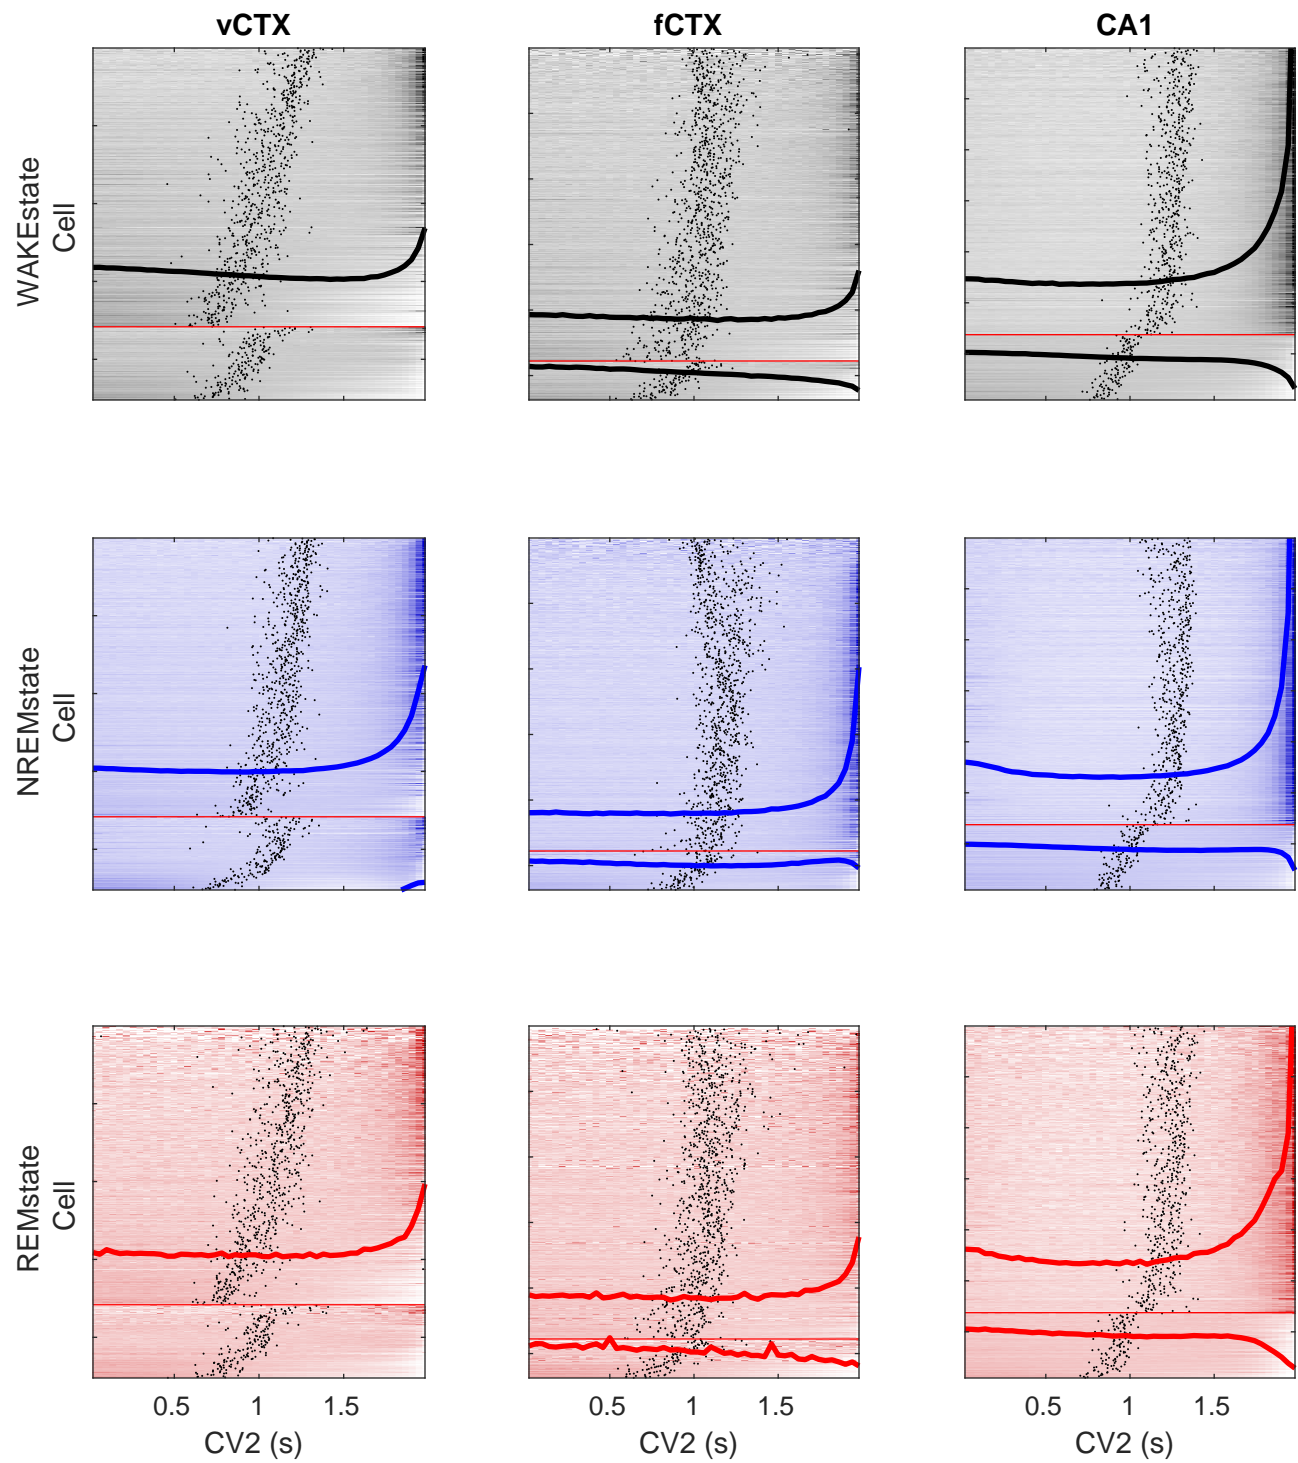 vCTX
fCTX
CA1
WAKEstate
Cell
NREMstate
Cell
REMstate
Cell
0.5 1 1.5
0.5 1 1.5
0.5 1 1.5
CV2 (s)
CV2 (s)
CV2 (s)